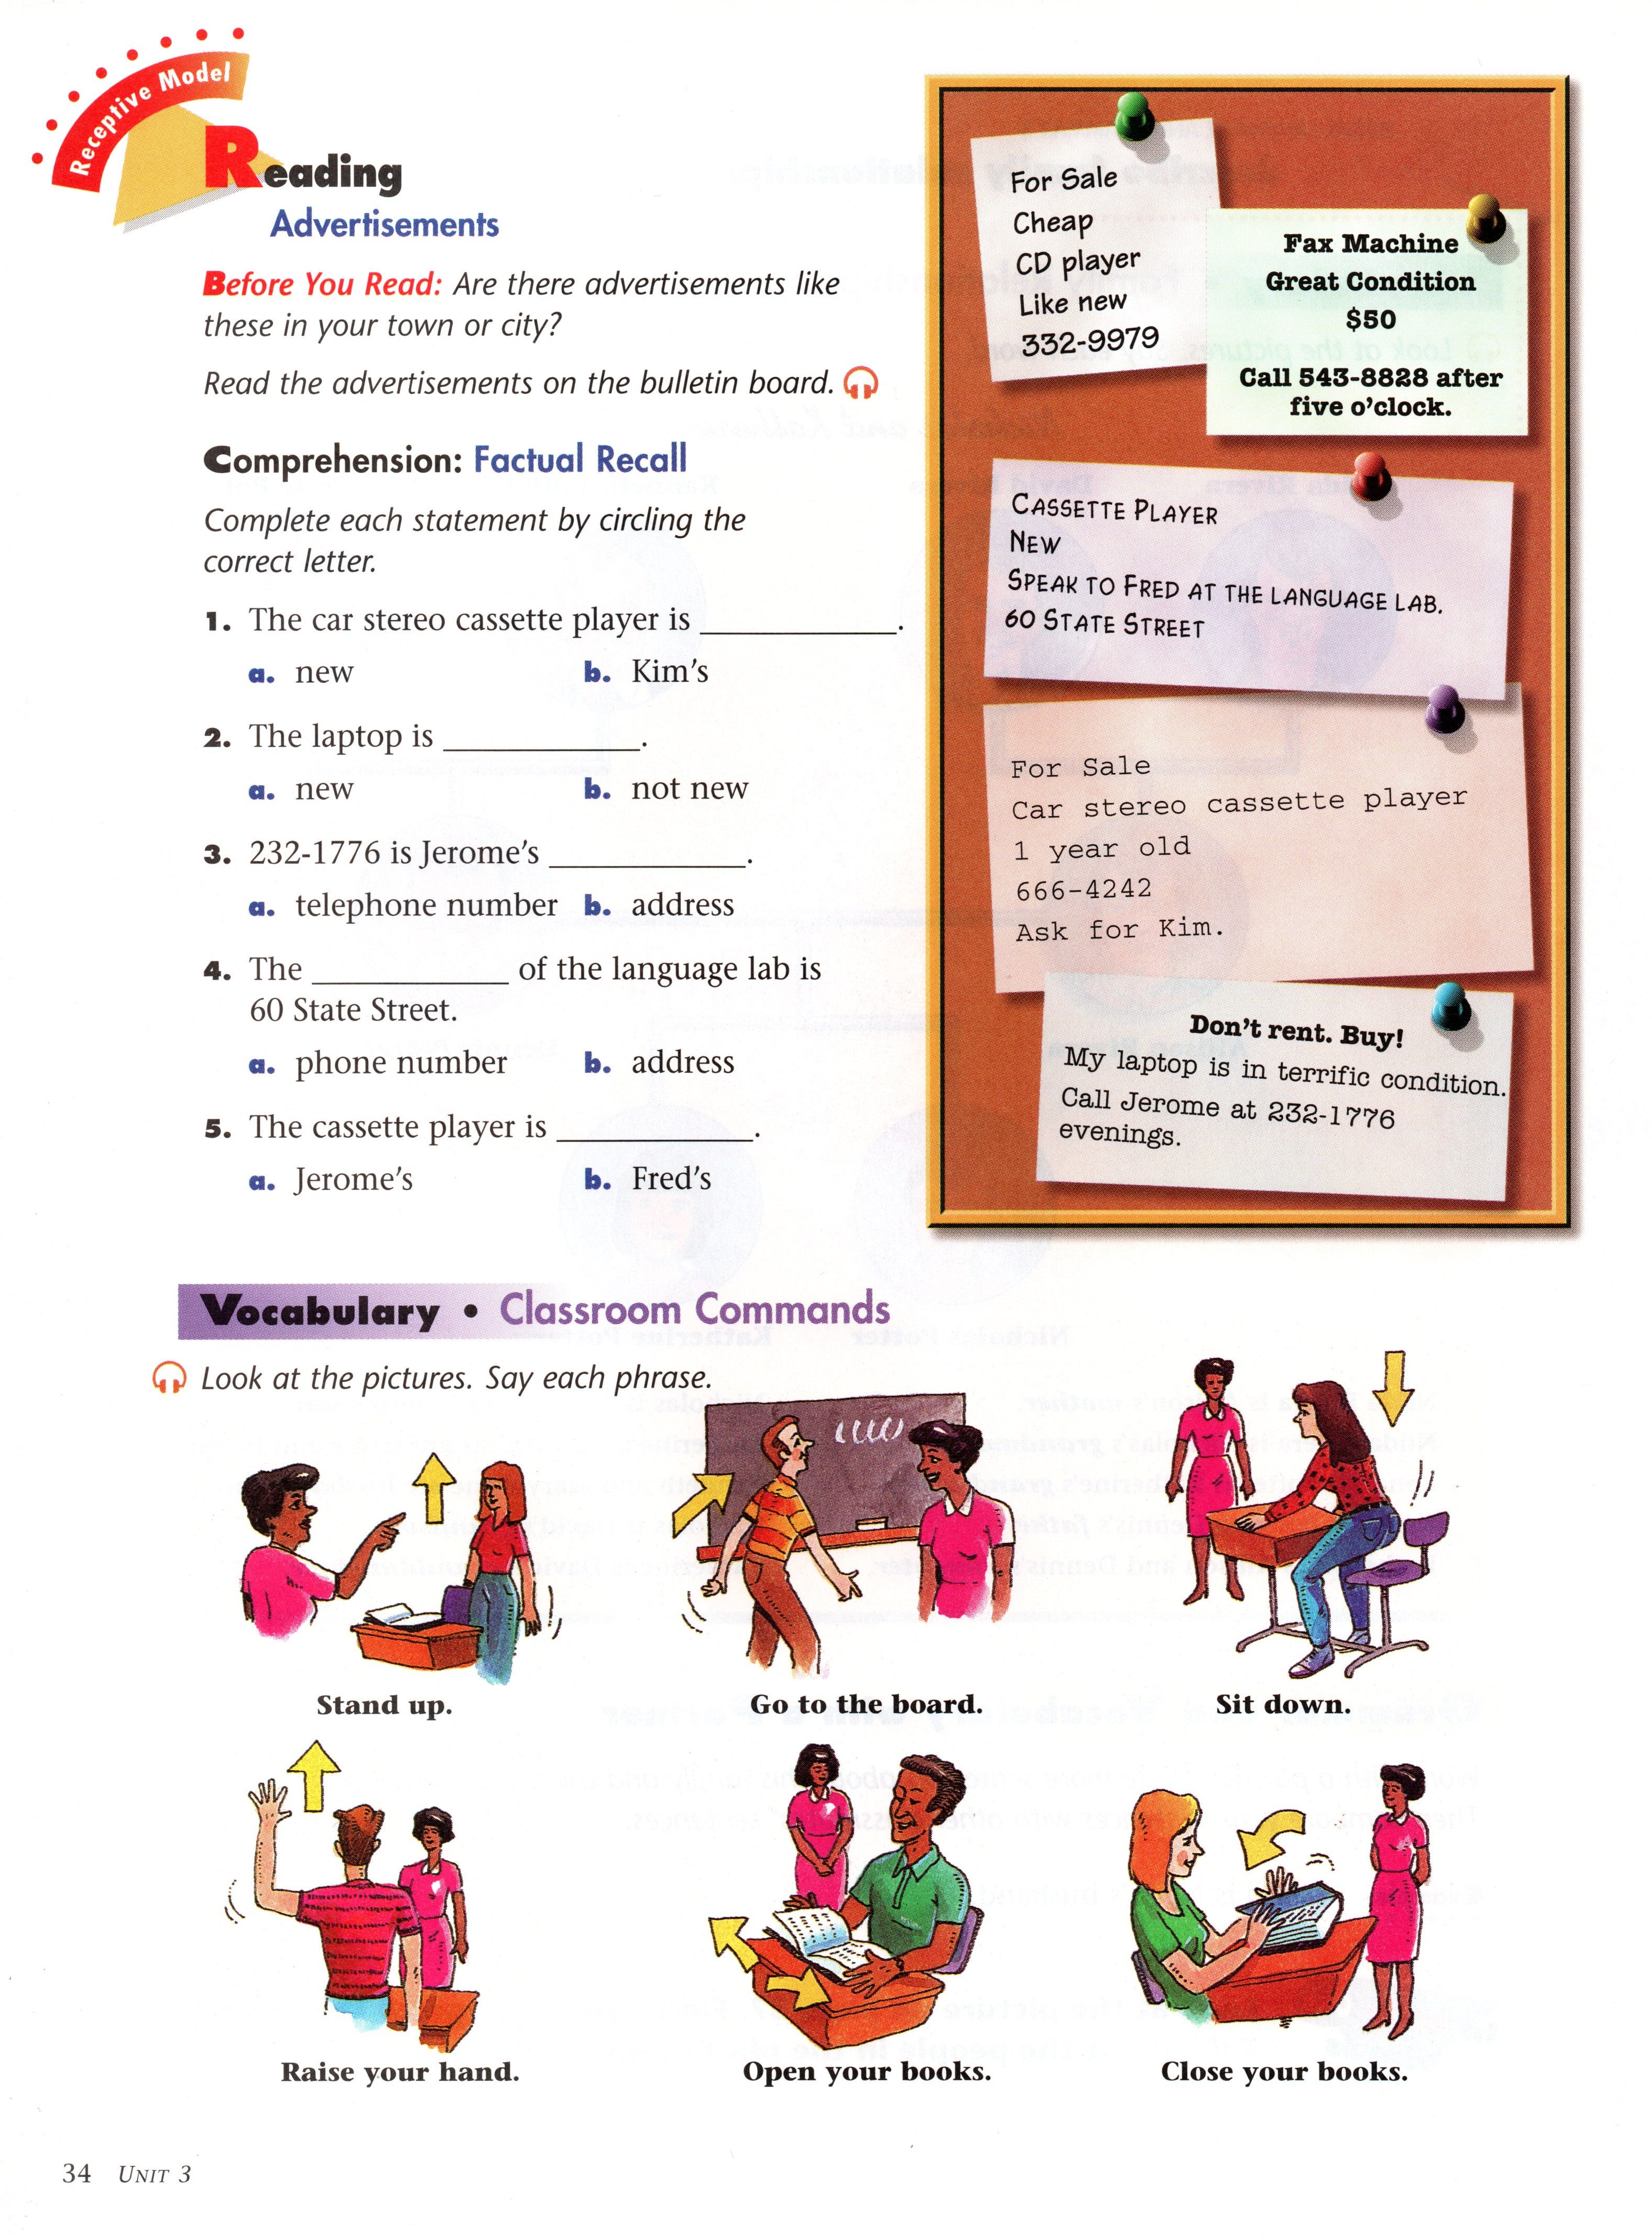 Receptive Model
Reading
Advertisements
Before You Read: Are there advertisements like
these in your town or city?
Read the advertisements on the bulletin board.
Comprehension: Factual Recall
Complete each statement by circling the
correct letter.
1. The car stereo cassette player is ____________.
a. new b. Kim's
2. The laptop is ____________.
a. new b. not new
3. 232-1776 is Jerome's ____________.
a. telephone number b. address
4. The ____________ of the language lab is
60 State Street.
a. phone number b. address
5. The cassette player is ____________.
a. Jerome's b. Fred's
For Sale
Cheap
CD player
Like new
332-9979
Fax Machine
Great Condition
$50
Call 543-8828 after
five o'clock.
CASSETTE PLAYER
NEW
SPEAK TO FRED AT THE LANGUAGE LAB.
60 STATE STREET
For Sale
Car stereo cassette player
1 year old
666-4242
Ask for Kim.
Don't rent. Buy!
My laptop is in terrific condition.
Call Jerome at 232-1776
evenings.
Vocabulary • Classroom Commands
Look at the pictures. Say each phrase.
Stand up.
Go to the board.
Sit down.
Raise your hand.
Open your books.
Close your books.
34 UNIT 3